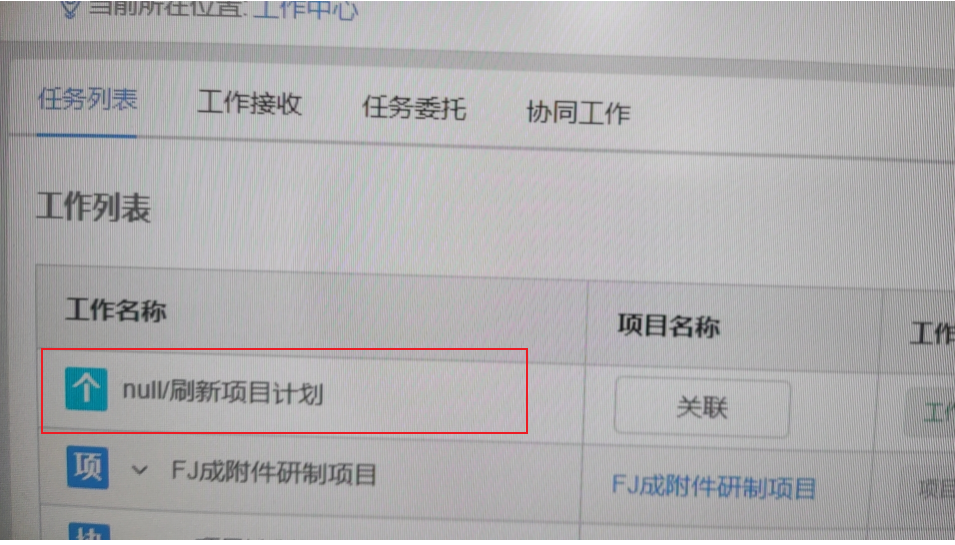 当前所在位置: 工作中心
任务列表 工作接收 任务委托 协同工作
工作列表
工作名称 项目名称 工作
个 null/刷新项目计划 关联 工作
项 FJ成附件研制项目 FJ成附件研制项目 项目
协